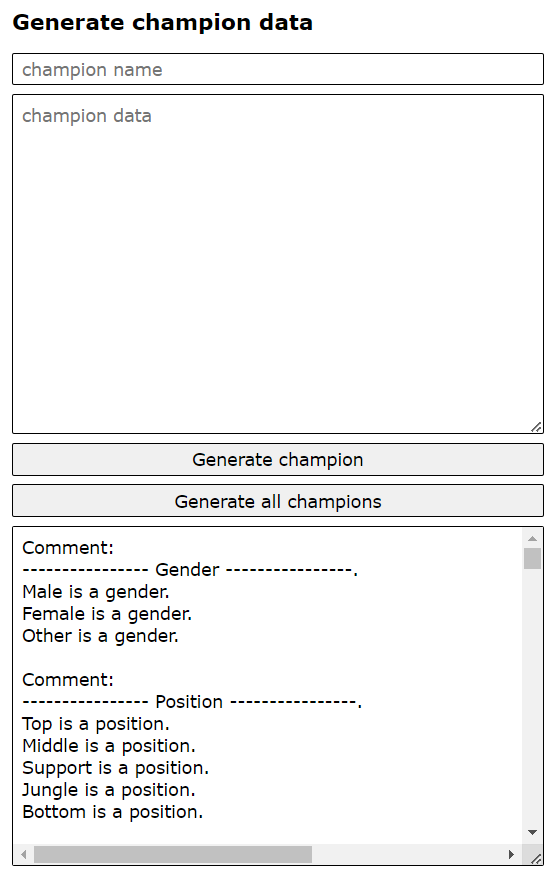 Generate champion data
champion name
champion data
Generate champion
Generate all champions
Comment:
---------------- Gender ----------------.
Male is a gender.
Female is a gender.
Other is a gender.
Comment:
---------------- Position ----------------.
Top is a position.
Middle is a position.
Support is a position.
Jungle is a position.
Bottom is a position.